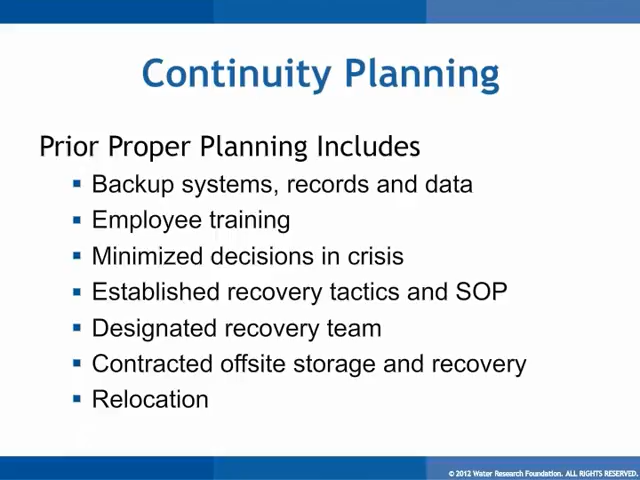 Continuity Planning
Prior Proper Planning Includes
Backup systems, records and data
Employee training
Minimized decisions in crisis
Established recovery tactics and SOP
Designated recovery team
Contracted offsite storage and recovery
Relocation
© 2012 Water Research Foundation. ALL RIGHTS RESERVED.